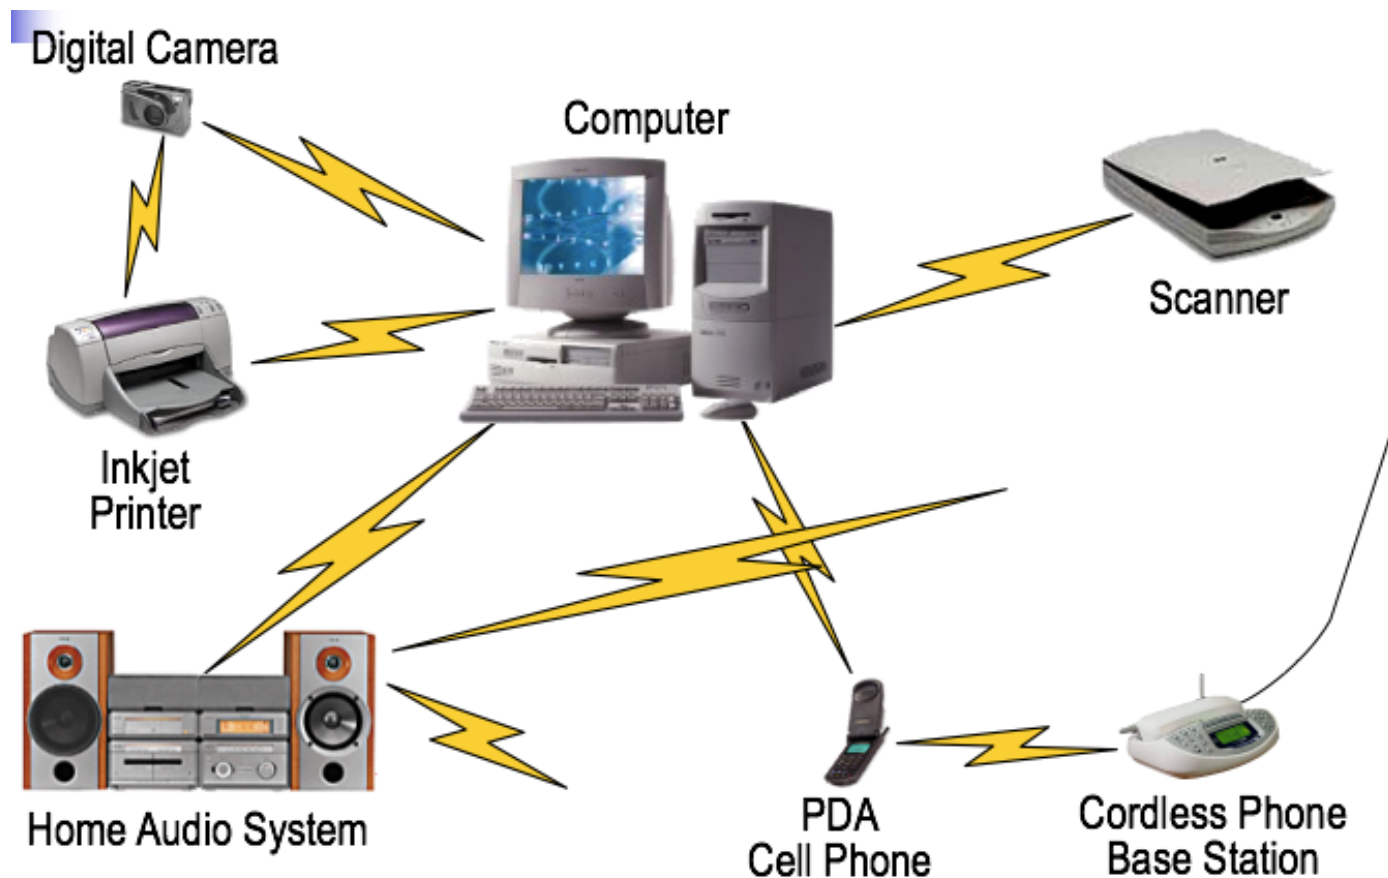 Digital Camera
Computer
Scanner
Inkjet
Printer
Home Audio System
PDA
Cell Phone
Cordless Phone
Base Station